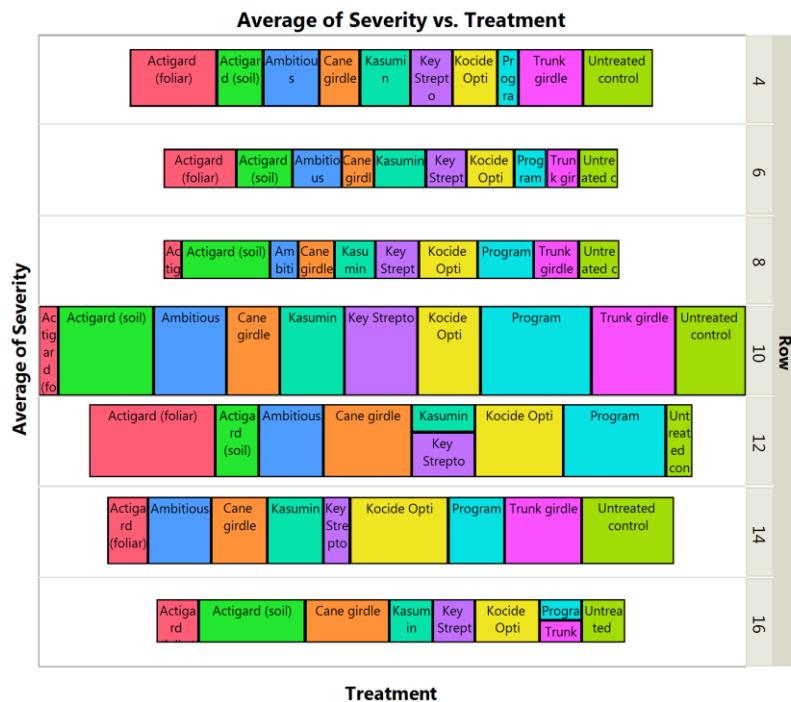 Average of Severity vs. Treatment
Actigard
(foliar)
Actigar
d (soil)
Ambitiou
s
Cane
girdle
Kasumi
n
Key
Strept
o
Kocide
Opti
Pr
o
gra
Trunk
girdle
Untreated
control
4
Actigard
(foliar)
Actigard
(soil)
Ambitio
us
Cane
girdl
Kasumin
Key
Strept
Kocide
Opti
Prog
ram
Trun
k gir
Untre
ated c
6
Ac
tig
Actigard (soil)
Am
biti
Cane
girdle
Kasu
min
Key
Strept
Kocide
Opti
Program
Trunk
girdle
Untre
ated c
8
Ac
tig
ar
d
(fo
Actigard (soil)
Ambitious
Cane
girdle
Kasumin
Key Strepto
Kocide
Opti
Program
Trunk girdle
Untreated
control
10
Actigard (foliar)
Actiga
rd
(soil)
Ambitious
Cane girdle
Kasumin
Key
Strepto
Kocide Opti
Program
Unt
reat
ed
con
12
Actiga
rd
(foliar)
Ambitious
Cane
girdle
Kasumin
Key
Stre
pto
Kocide Opti
Program
Trunk girdle
Untreated
control
14
Actiga
rd
Actigard (soil)
Cane girdle
Kasum
in
Key
Strept
Kocide
Opti
Progra
Trunk
Untrea
ted
16
Average of Severity
Row
Treatment